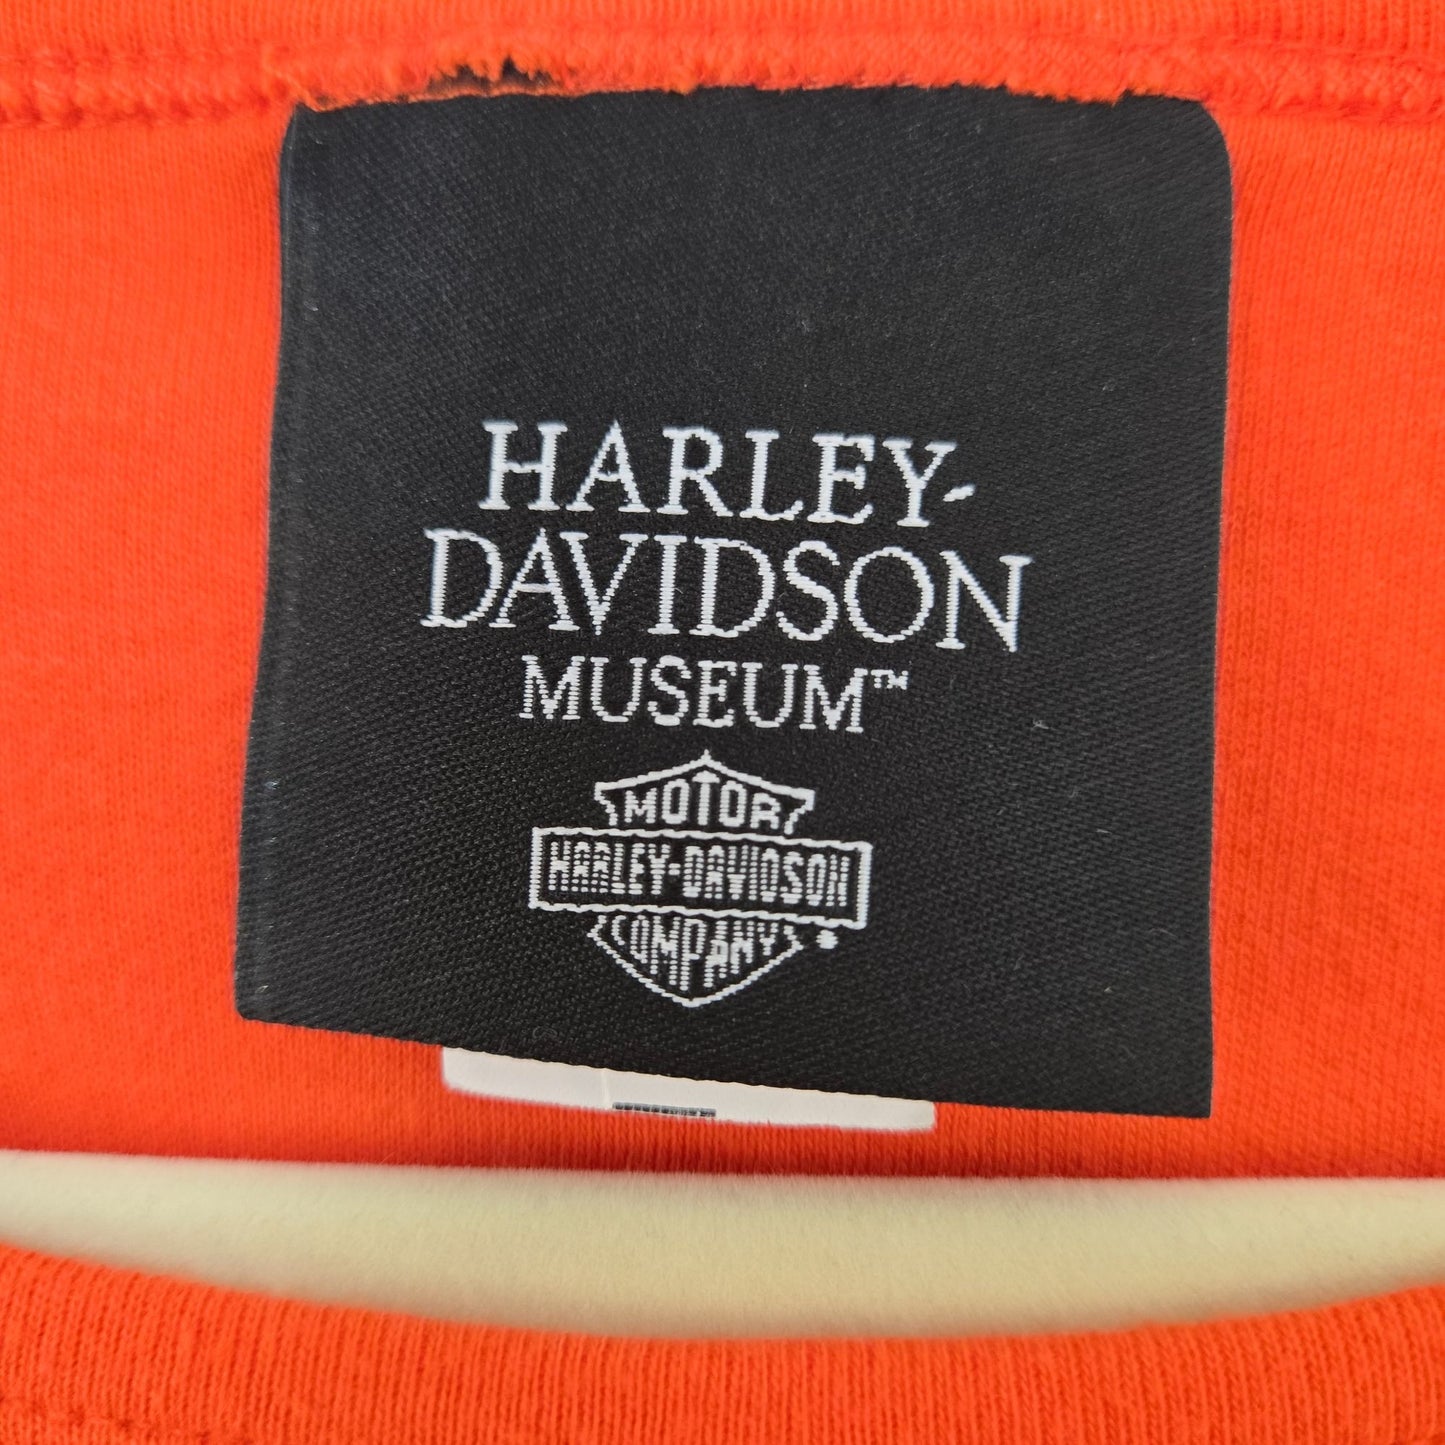 HARLEY-
DAVIDSON
MUSEUM™
MOTOR
HARLEY-DAVIDSON
COMPANY